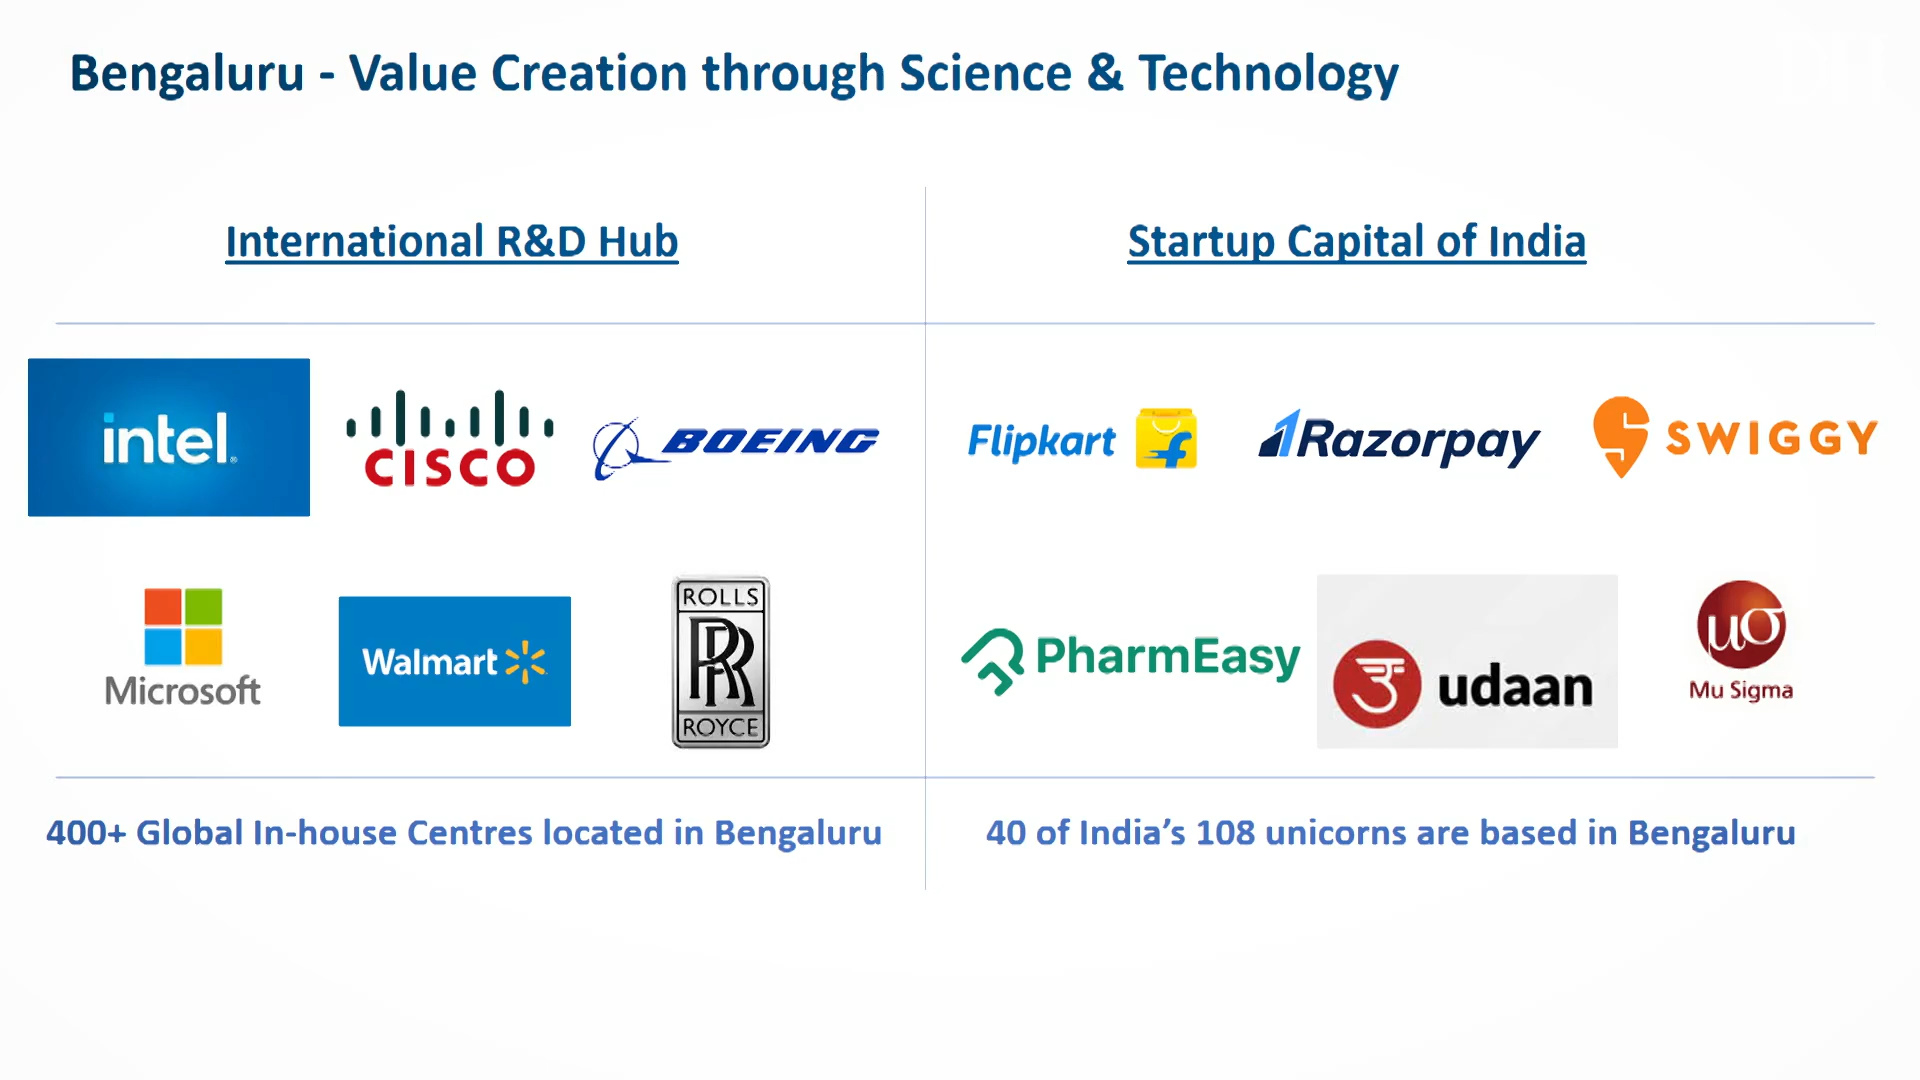 Bengaluru - Value Creation through Science & Technology
International R&D Hub
Startup Capital of India
intel.
CISCO
BOEING
Flipkart
Razorpay
SWIGGY
Microsoft
Walmart
ROLLS
RR
ROYCE
PharmEasy
उ udaan
μσ
Mu Sigma
400+ Global In-house Centres located in Bengaluru
40 of India’s 108 unicorns are based in Bengaluru